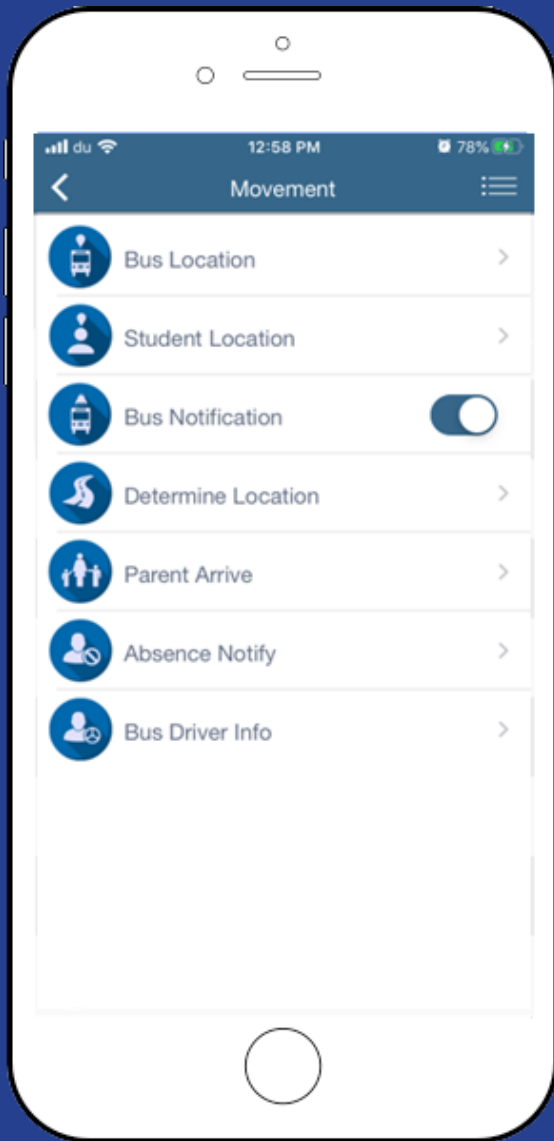 du 12:58 PM 78%
Movement
Bus Location
Student Location
Bus Notification
Determine Location
Parent Arrive
Absence Notify
Bus Driver Info